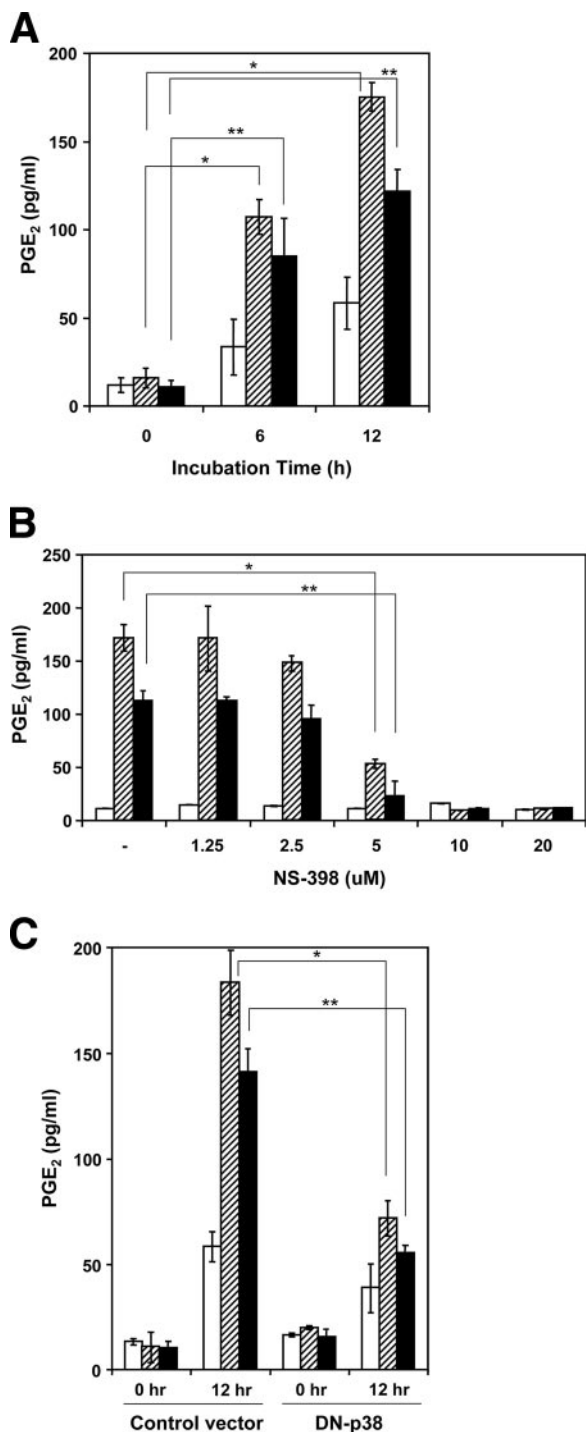 A
200
150
100
50
0
PGE₂ (pg/ml)
*
**
**
*
0 6 12
Incubation Time (h)
B
250
200
150
100
50
0
PGE₂ (pg/ml)
*
**
- 1.25 2.5 5 10 20
NS-398 (uM)
C
200
150
100
50
0
PGE₂ (pg/ml)
*
**
0 hr 12 hr 0 hr 12 hr
Control vector DN-p38